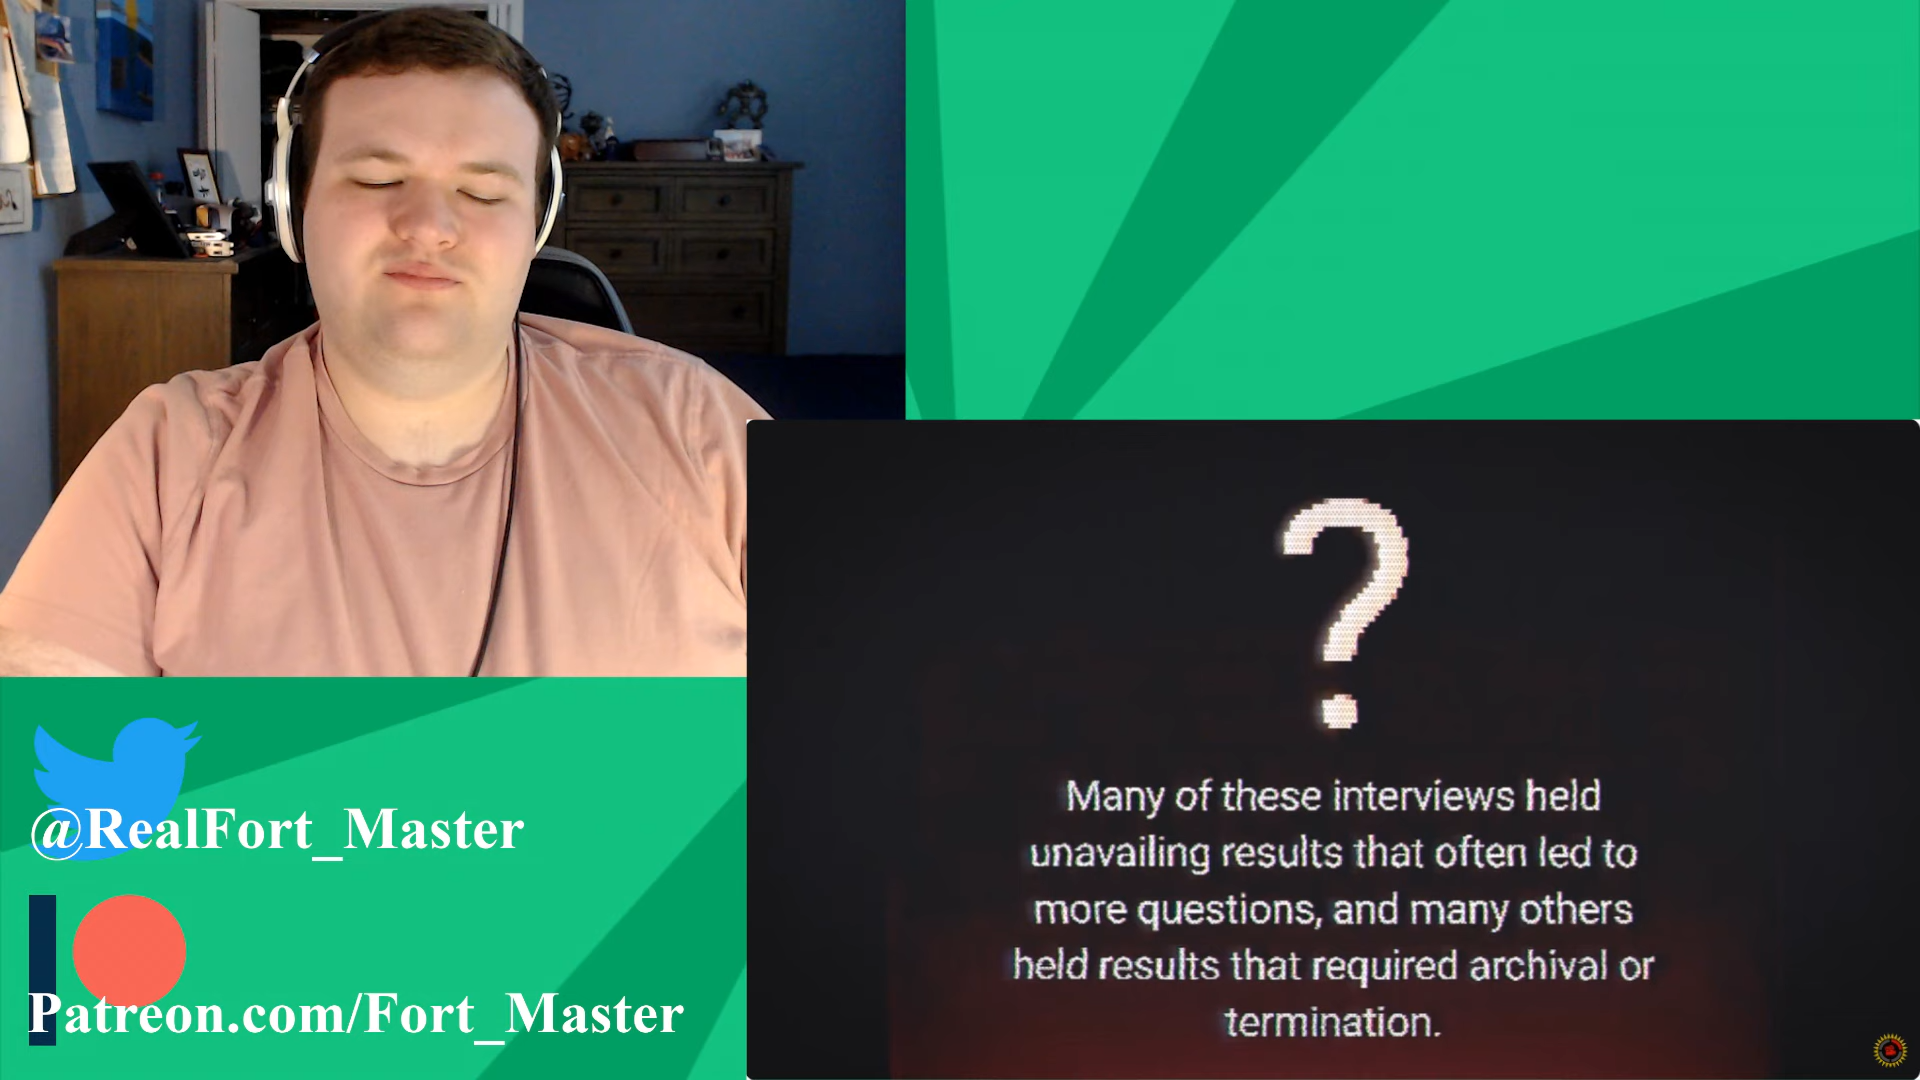 ?
Many of these interviews held
unavailing results that often led to
more questions, and many others
held results that required archival or
termination.
@RealFort_Master
Patreon.com/Fort_Master